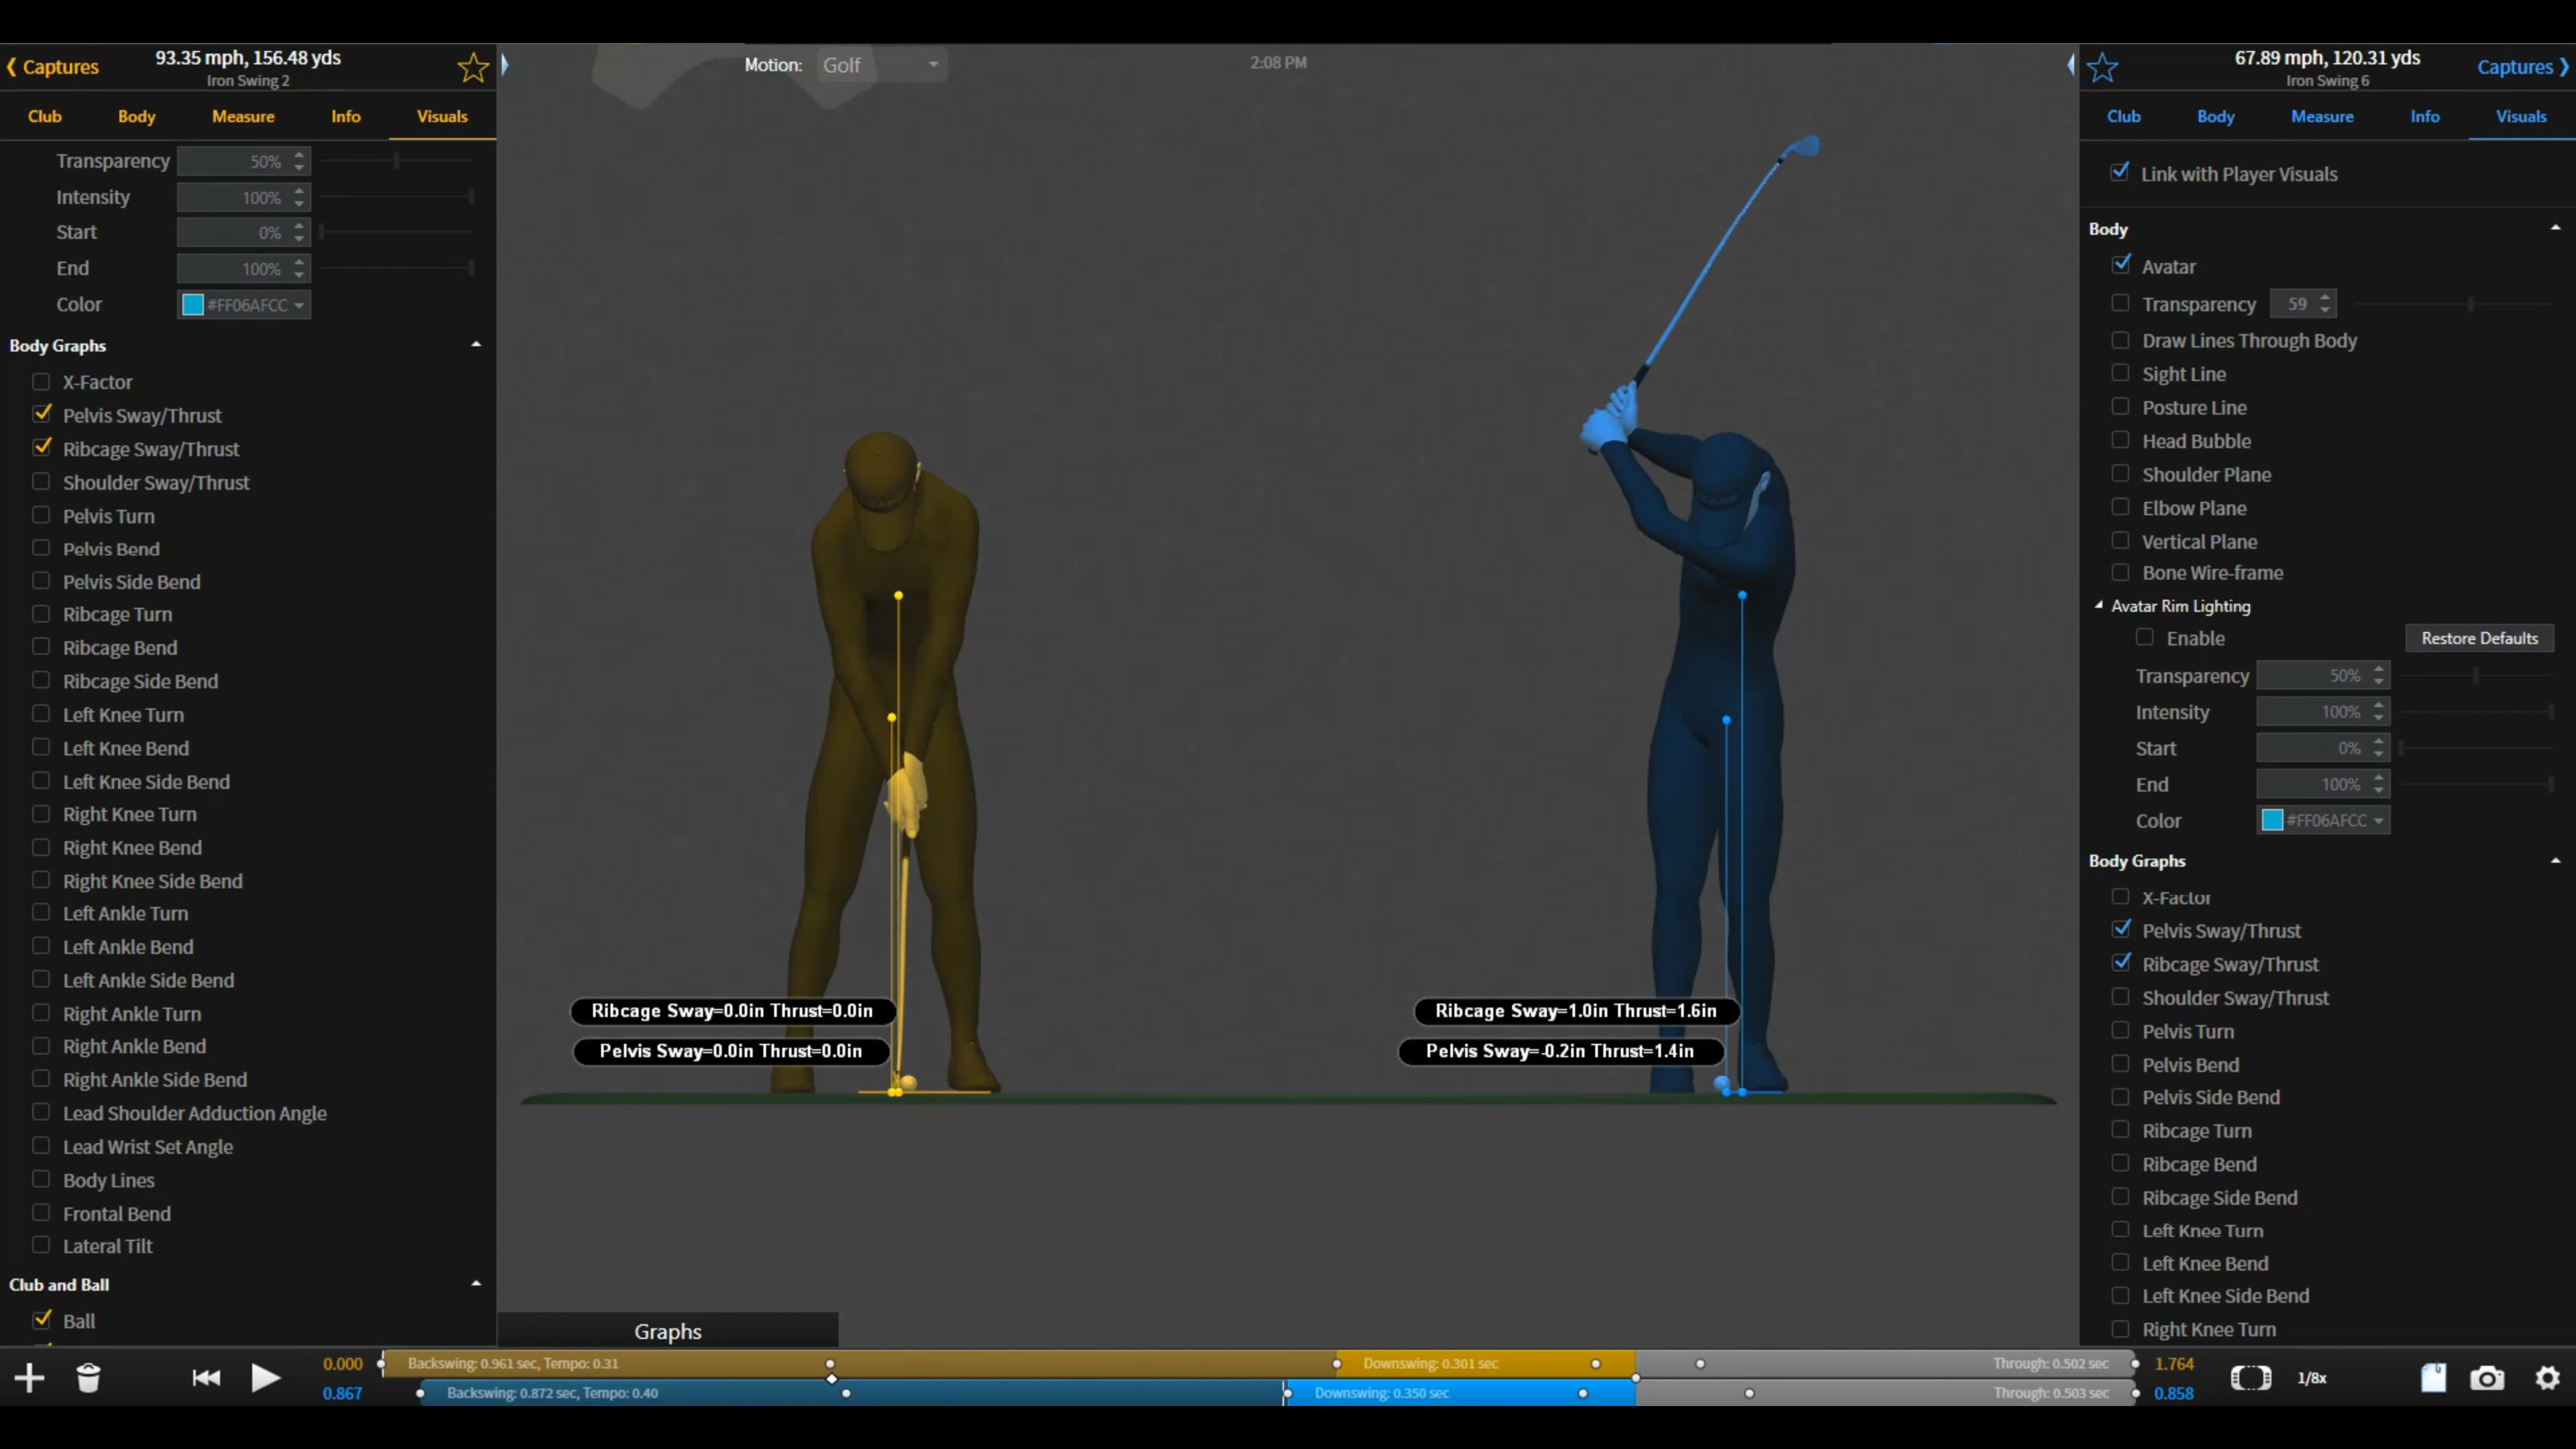 Captures
93.35 mph, 156.48 yds
Iron Swing 2
Club Body Measure Info Visuals
Transparency 50%
Intensity 100%
Start 0%
End 100%
Color #FF06AFCC
Body Graphs
X-Factor
Pelvis Sway/Thrust
Ribcage Sway/Thrust
Shoulder Sway/Thrust
Pelvis Turn
Pelvis Bend
Pelvis Side Bend
Ribcage Turn
Ribcage Bend
Ribcage Side Bend
Left Knee Turn
Left Knee Bend
Left Knee Side Bend
Right Knee Turn
Right Knee Bend
Right Knee Side Bend
Left Ankle Turn
Left Ankle Bend
Left Ankle Side Bend
Right Ankle Turn
Right Ankle Bend
Right Ankle Side Bend
Lead Shoulder Adduction Angle
Lead Wrist Set Angle
Body Lines
Frontal Bend
Lateral Tilt
Club and Ball
Ball
Motion: Golf
2:08 PM
Ribcage Sway=0.0in Thrust=0.0in
Pelvis Sway=0.0in Thrust=0.0in
Ribcage Sway=1.0in Thrust=1.6in
Pelvis Sway=-0.2in Thrust=1.4in
Graphs
67.89 mph, 120.31 yds
Iron Swing 6
Captures
Club Body Measure Info Visuals
Link with Player Visuals
Body
Avatar
Transparency 59
Draw Lines Through Body
Sight Line
Posture Line
Head Bubble
Shoulder Plane
Elbow Plane
Vertical Plane
Bone Wire-frame
Avatar Rim Lighting
Enable Restore Defaults
Transparency 50%
Intensity 100%
Start 0%
End 100%
Color #FF06AFCC
Body Graphs
X-Factor
Pelvis Sway/Thrust
Ribcage Sway/Thrust
Shoulder Sway/Thrust
Pelvis Turn
Pelvis Bend
Pelvis Side Bend
Ribcage Turn
Ribcage Bend
Ribcage Side Bend
Left Knee Turn
Left Knee Bend
Left Knee Side Bend
Right Knee Turn
0.000 Backswing: 0.961 sec, Tempo: 0.31 Downswing: 0.301 sec Through: 0.502 sec 1.764
0.867 Backswing: 0.872 sec, Tempo: 0.40 Downswing: 0.350 sec Through: 0.503 sec 0.858
1/8x